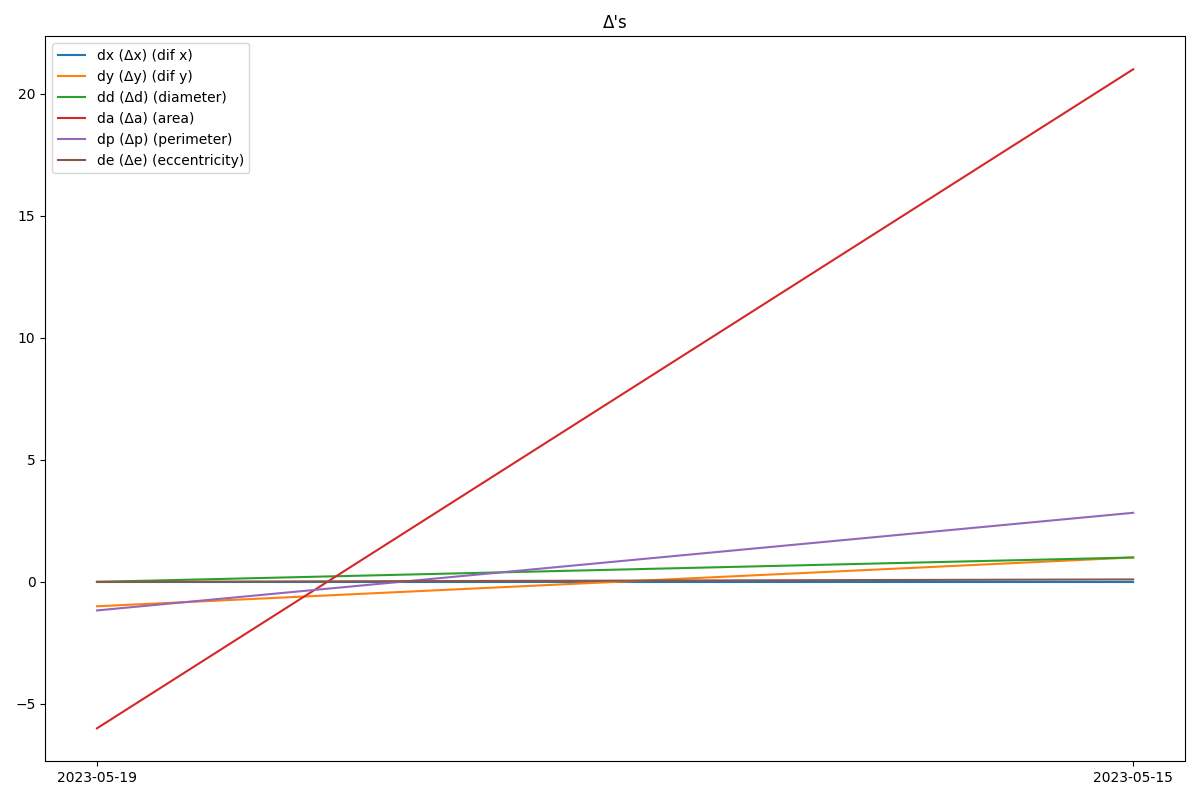 Δ's
dx (Δx) (dif x)
dy (Δy) (dif y)
dd (Δd) (diameter)
da (Δa) (area)
dp (Δp) (perimeter)
de (Δe) (eccentricity)
20
15
10
5
0
−5
2023-05-19
2023-05-15